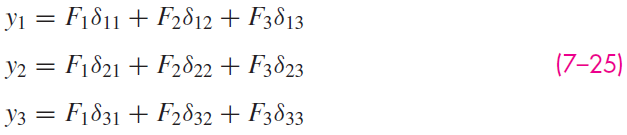 y₁ = F₁δ₁₁ + F₂δ₁₂ + F₃δ₁₃
y₂ = F₁δ₂₁ + F₂δ₂₂ + F₃δ₂₃ (7–25)
y₃ = F₁δ₃₁ + F₂δ₃₂ + F₃δ₃₃